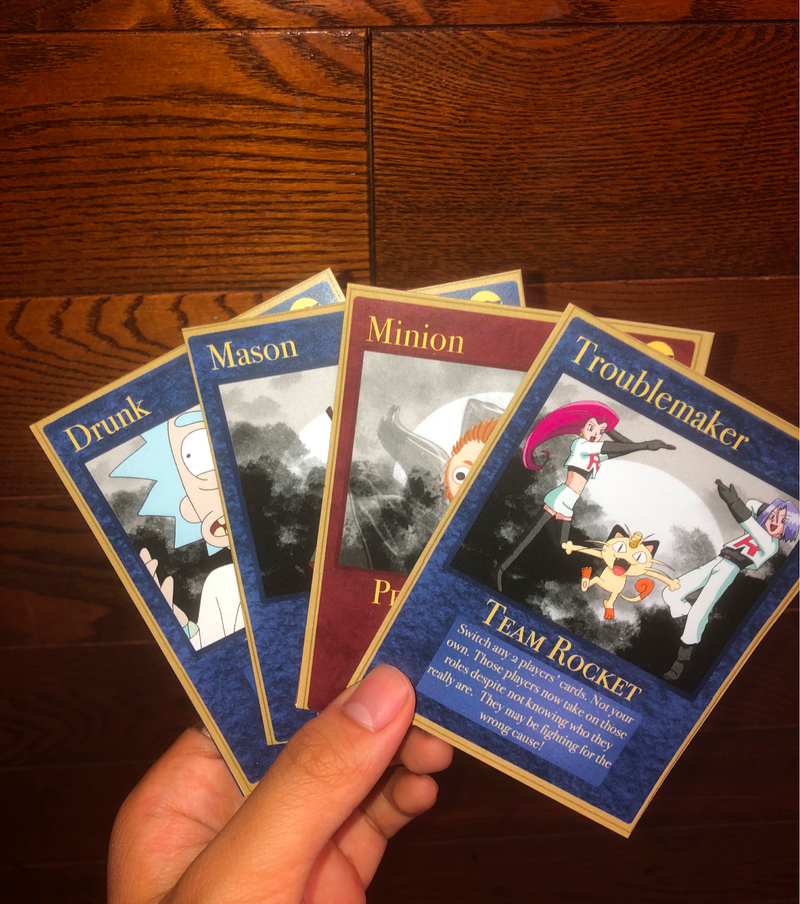 Drunk
Mason
Minion
Troublemaker
R
R
TEAM ROCKET
Switch any 2 players' cards. Not your
own. Those players now take on those
roles despite not knowing who they
really are. They may be fighting for the
wrong cause!